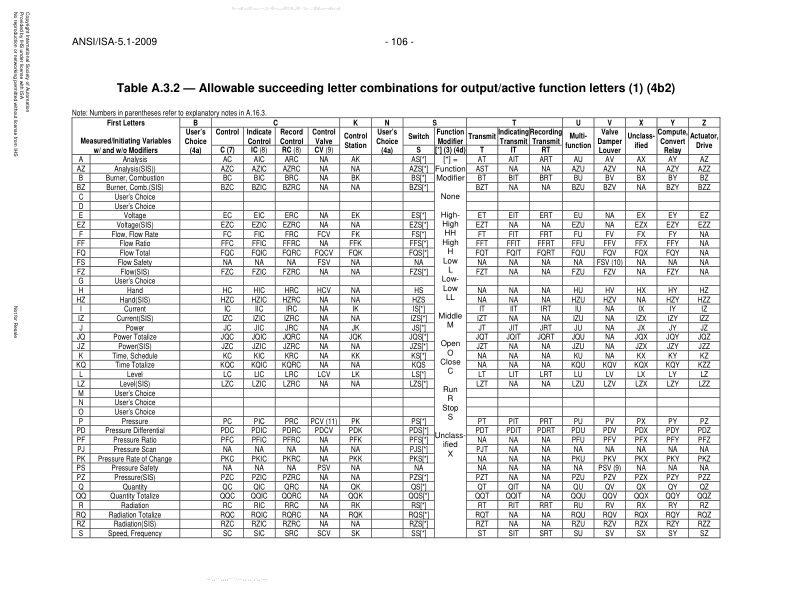 ANSI/ISA-5.1-2009 - 106 -
Table A.3.2 — Allowable succeeding letter combinations for output/active function letters (1) (4b2)
Note: Numbers in parentheses refer to explanatory notes in A.16.3.
First Letters B C K N S T U V X Y Z
Measured/Initiating Variables w/ and w/o Modifiers User's Choice (4a) Control C (7) Indicate Control IC (8) Record Control RC (8) Control Valve CV (9) Control Station User's Choice (4a) Switch S Function Modifier [*] (3) (4d) Transmit T Indicating Transmit IT Recording Transmit RT Multi-function Valve Damper Louver Unclass-ified Compute, Convert Relay Actuator, Drive
A Analysis AC AIC ARC NA AK AS[*] [*] = AT AIT ART AU AV AX AY AZ
AZ Analysis(SIS) AZC AZIC AZRC NA NA AZS[*] Function AST NA NA AZU AZV NA AZY AZZ
B Burner, Combustion BC BIC BRC NA BK BS[*] Modifier BT BIT BRT BU BV BX BY BZ
BZ Burner, Comb.(SIS) BZC BZIC BZRC NA NA BZS[*] BZT NA NA BZU BZV NA BZY BZZ
C User's Choice None
D User's Choice
E Voltage EC EIC ERC NA EK ES[*] High- ET EIT ERT EU NA EX EY EZ
EZ Voltage(SIS) EZC EZIC EZRC NA NA EZS[*] High EZT NA NA EZU NA EZX EZY EZZ
F Flow, Flow Rate FC FIC FRC FCV FK FS[*] HH FT FIT FRT FU FV FX FY NA
FF Flow Ratio FFC FFIC FFRC NA FFK FFS[*] High FFT FFIT FFRT FFU FFV FFX FFY NA
FQ Flow Total FQC FQIC FQRC FQCV FQK FQS[*] H FQT FQIT FQRT FQU FQV FQX FQY NA
FS Flow Safety NA NA NA FSV NA NA Low NA NA NA NA FSV (10) NA NA NA
FZ Flow(SIS) FZC FZIC FZRC NA NA FZS[*] L FZT NA NA FZU FZV NA FZY NA
G User's Choice Low-
H Hand HC HIC HRC HCV NA HS Low NA NA NA HU HV HX HY HZ
HZ Hand(SIS) HZC HZIC HZRC NA NA HZS LL NA NA NA HZU HZV NA HZY HZZ
I Current IC IIC IRC NA IK IS[*] IT IIT IRT IU NA IX IY IZ
IZ Current(SIS) IZC IZIC IZRC NA NA IZS[*] Middle IZT NA NA IZU NA IZX IZY IZZ
J Power JC JIC JRC NA JK JS[*] M JT JIT JRT JU NA JX JY JZ
JQ Power Totalize JQC JQIC JQRC NA JQK JQS[*] JQT JQIT JQRT JQU NA JQX JQY JQZ
JZ Power(SIS) JZC JZIC JZRC NA NA JZS[*] Open JZT NA NA JZU NA JZX JZY JZZ
K Time, Schedule KC KIC KRC NA KK KS[*] O NA NA NA KU NA KX KY KZ
KQ Time Totalize KQC KQIC KQRC NA NA KQS Close NA NA NA KQU KQV KQX KQY KQZ
L Level LC LIC LRC LCV LK LS[*] C LT LIT LRT LU LV LX LY LZ
LZ Level(SIS) LZC LZIC LZRC NA NA LZS[*] LZT NA NA LZU LZV LZX LZY LZZ
M User's Choice Run
N User's Choice R
O User's Choice Stop
P Pressure PC PIC PRC PCV (11) PK PS[*] S PT PIT PRT PU PV PX PY PZ
PD Pressure Differential PDC PDIC PDRC PDCV PDK PDS[*] PDT PDIT PDRT PDU PDV PDX PDY PDZ
PF Pressure Ratio PFC PFIC PFRC NA PFK PFS[*] Unclass- NA NA NA PFU PFV PFX PFY PFZ
PJ Pressure Scan NA NA NA NA NA PJS[*] ified PJT NA NA NA NA NA NA NA
PK Pressure Rate of Change PKC PKIC PKRC NA NA PKS[*] X NA NA NA PKU PKV PKX PKY PKZ
PS Pressure Safety NA NA NA PSV NA NA NA NA NA NA PSV (9) NA NA NA
PZ Pressure(SIS) PZC PZIC PZRC NA NA PZS[*] PZT NA NA PZU PZV PZX PZY PZZ
Q Quantity QC QIC QRC NA QK QS[*] QT QIT NA QU QV QX QY QZ
QQ Quantity Totalize QQC QQIC QQRC NA QQK QQS[*] QQT QQIT NA QQU QQV QQX QQY QQZ
R Radiation RC RIC RRC NA RK RS[*] RT RIT RRT RU RV RX RY RZ
RQ Radiation Totalize RQC RQIC RQRC NA RQK RQS[*] RQT NA NA RQU RQV RQX RQY RQZ
RZ Radiation(SIS) RZC RZIC RZRC NA NA RZS[*] RZT NA NA RZU RZV RZX RZY RZZ
S Speed, Frequency SC SIC SRC SCV SK SS[*] ST SIT SRT SU SV SX SY SZ
Copyright International Society of Automation
Provided by IHS under license with ISA
No reproduction or networking permitted without license from IHS
Not for Resale